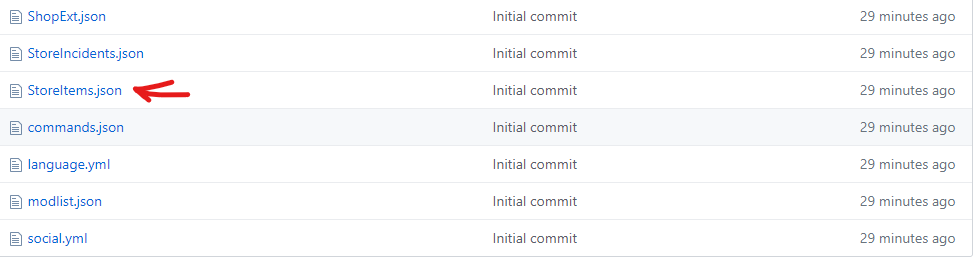 ShopExt.json Initial commit 29 minutes ago
StoreIncidents.json Initial commit 29 minutes ago
StoreItems.json Initial commit 29 minutes ago
commands.json Initial commit 29 minutes ago
language.yml Initial commit 29 minutes ago
modlist.json Initial commit 29 minutes ago
social.yml Initial commit 29 minutes ago